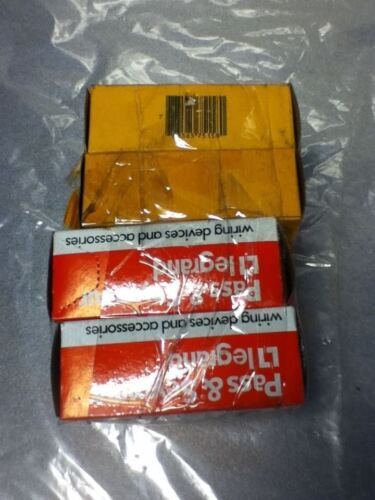 wiring devices and accessories
Pass &
legrand
wiring devices and accessories
Pass &
legrand